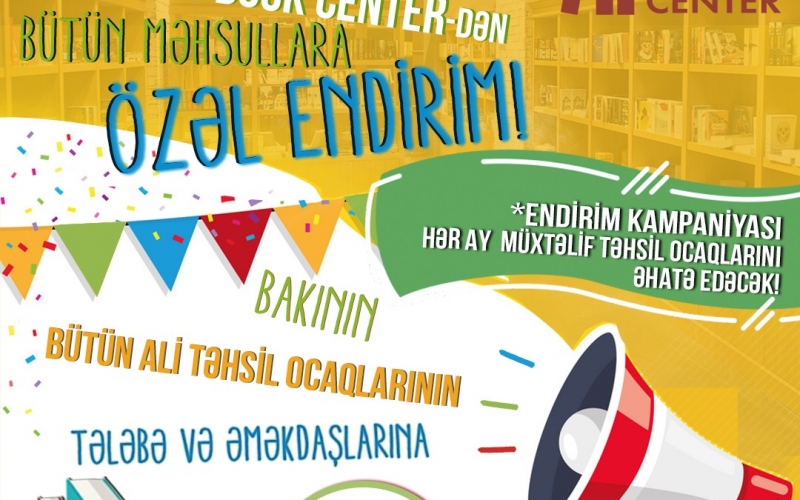 BOOK CENTER-DƏN
CENTER
BÜTÜN MƏHSULLARA
ÖZƏL ENDİRİM!
*ENDİRİM KAMPANİYASI
HƏR AY MÜXTƏLİF TƏHSİL OCAQLARINI
ƏHATƏ EDƏCƏK!
BAKININ
BÜTÜN ALİ TƏHSİL OCAQLARININ
TƏLƏBƏ VƏ ƏMƏKDAŞLARINA